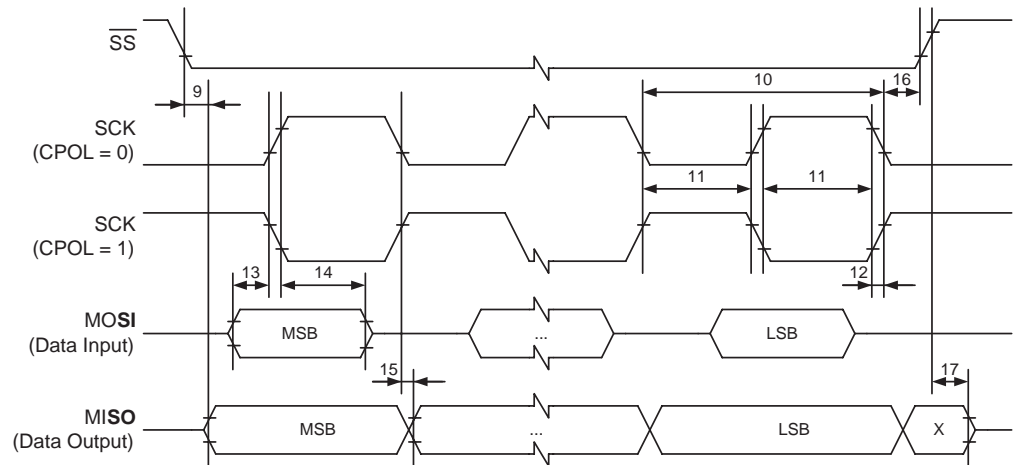 SS
9
10
16
SCK
(CPOL = 0)
11
11
SCK
(CPOL = 1)
13
14
12
MOSI
(Data Input)
MSB
...
LSB
15
17
MISO
(Data Output)
MSB
...
LSB
X